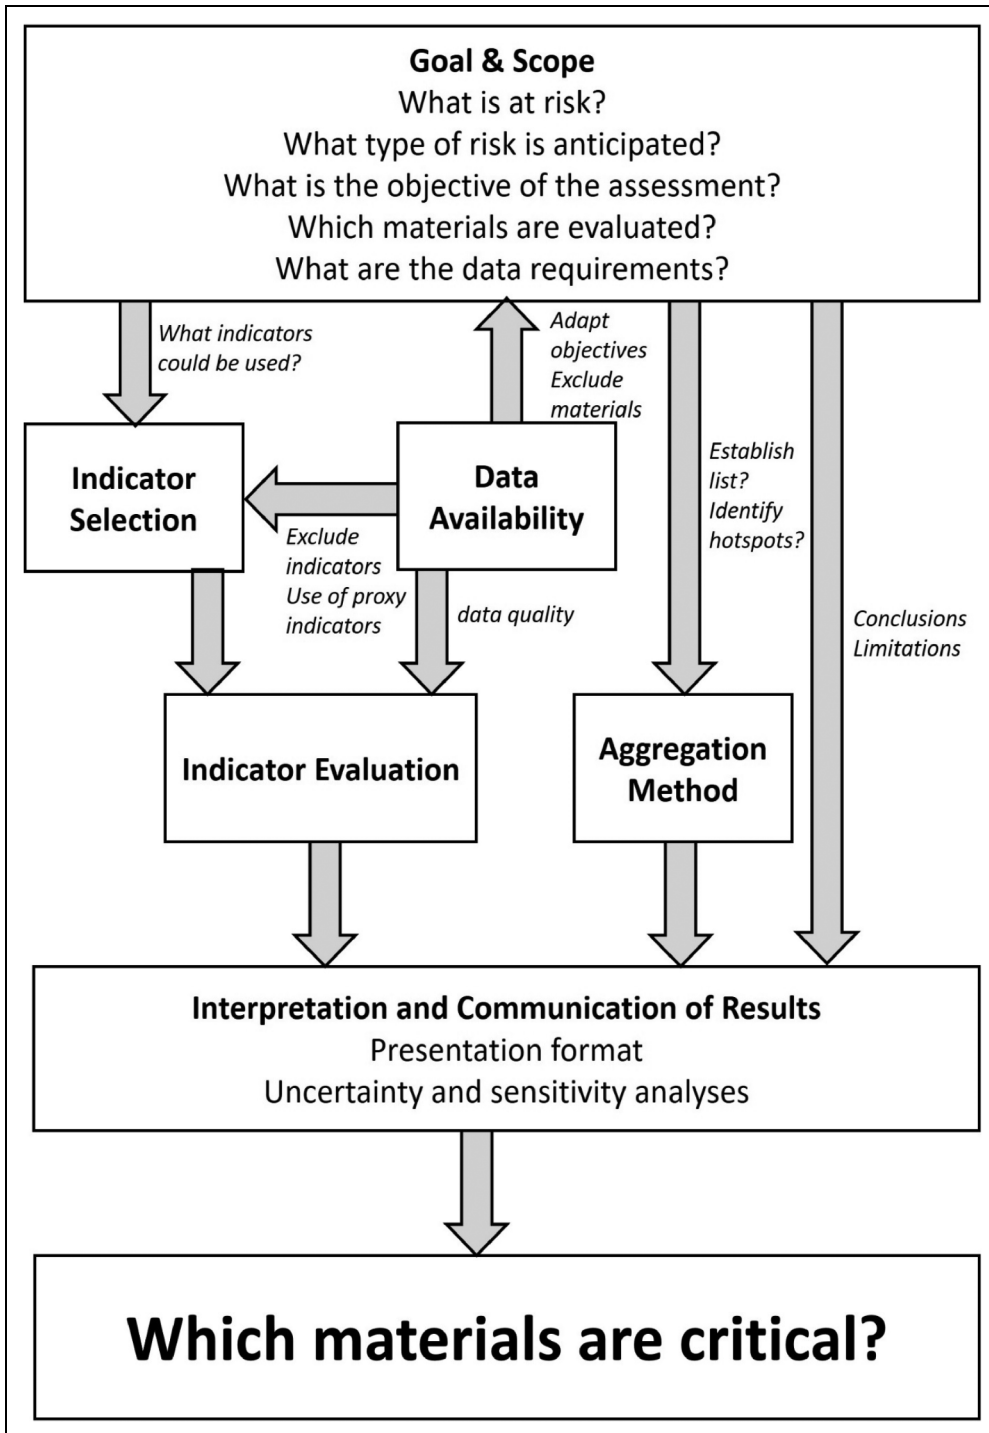 Goal & Scope
What is at risk?
What type of risk is anticipated?
What is the objective of the assessment?
Which materials are evaluated?
What are the data requirements?
What indicators
could be used?
Adapt
objectives
Exclude
materials
Indicator
Selection
Data
Availability
Establish
list?
Identify
hotspots?
Exclude
indicators
Use of proxy
indicators
data quality
Conclusions
Limitations
Indicator Evaluation
Aggregation
Method
Interpretation and Communication of Results
Presentation format
Uncertainty and sensitivity analyses
Which materials are critical?